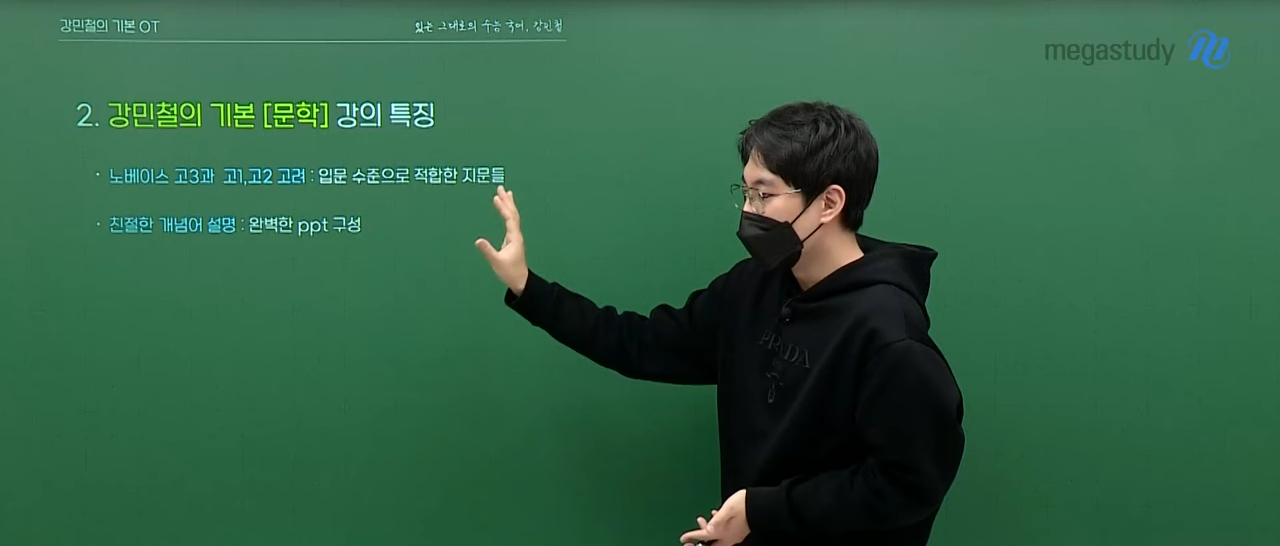 강민철의 기본 OT
있는 그대로의 수능 국어, 강민철
megastudy
2. 강민철의 기본 [문학] 강의 특징
· 노베이스 고3과 고1,고2 고려 : 입문 수준으로 적합한 지문들
· 친절한 개념어 설명 : 완벽한 ppt 구성
PRADA